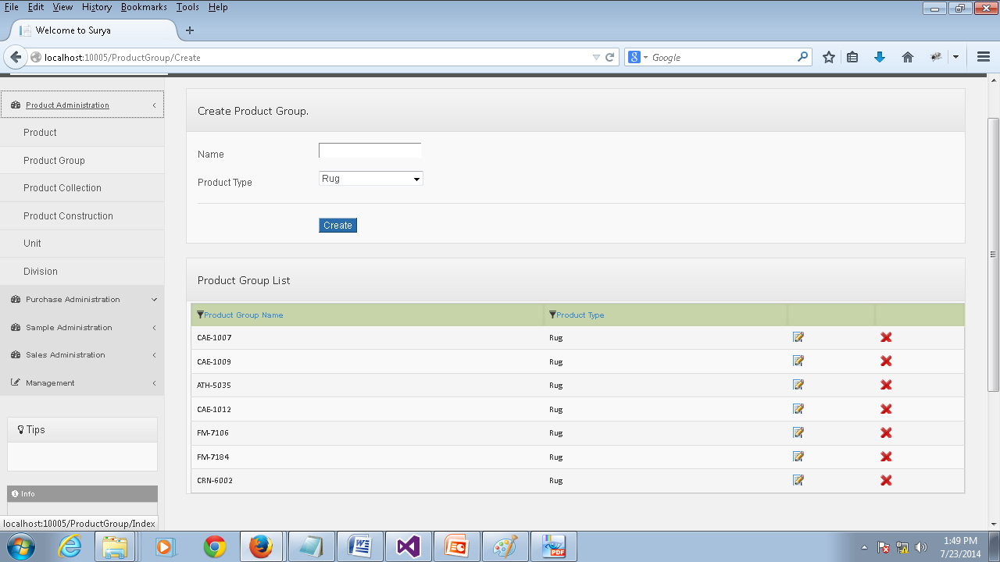 File Edit View History Bookmarks Tools Help
Welcome to Surya
localhost:10005/ProductGroup/Create
Google
Product Administration
Product
Product Group
Product Collection
Product Construction
Unit
Division
Purchase Administration
Sample Administration
Sales Administration
Management
Tips
Info
localhost:10005/ProductGroup/Index
Create Product Group.
Name
Product Type Rug
Create
Product Group List
Product Group Name Product Type
CAE-1007 Rug
CAE-1009 Rug
ATH-5035 Rug
CAE-1012 Rug
FM-7106 Rug
FM-7184 Rug
CRN-6002 Rug
PDF
1:49 PM
7/23/2014